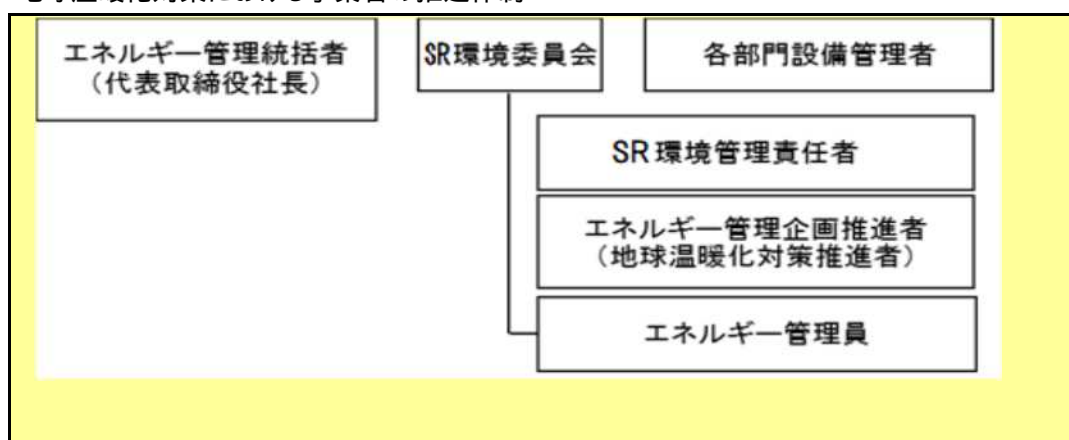 エネルギー管理統括者
（代表取締役社長）
SR環境委員会
各部門設備管理者
SR環境管理責任者
エネルギー管理企画推進者
（地球温暖化対策推進者）
エネルギー管理員